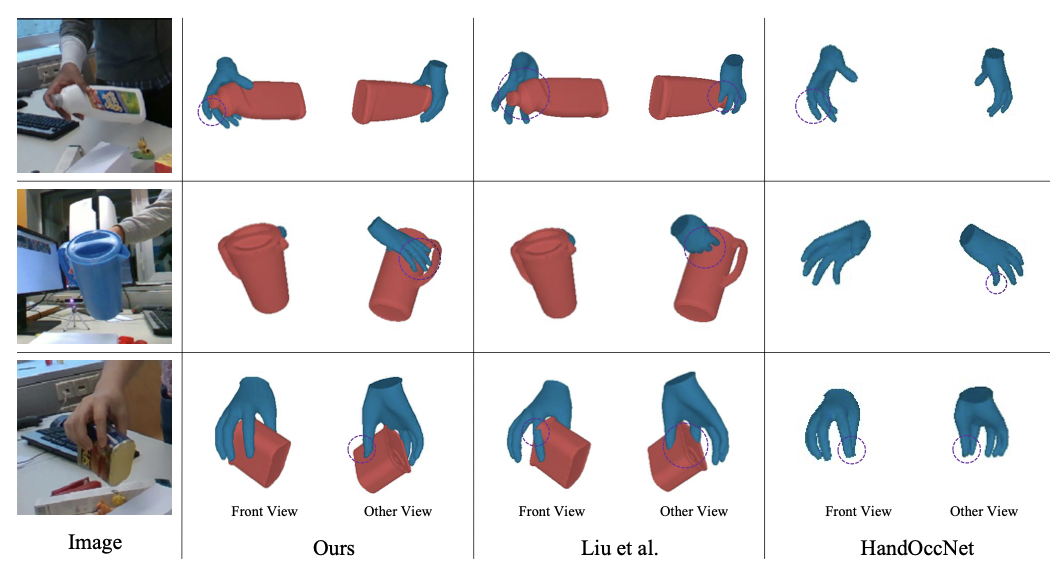 Front View
Other View
Front View
Other View
Front View
Other View
Image
Ours
Liu et al.
HandOccNet